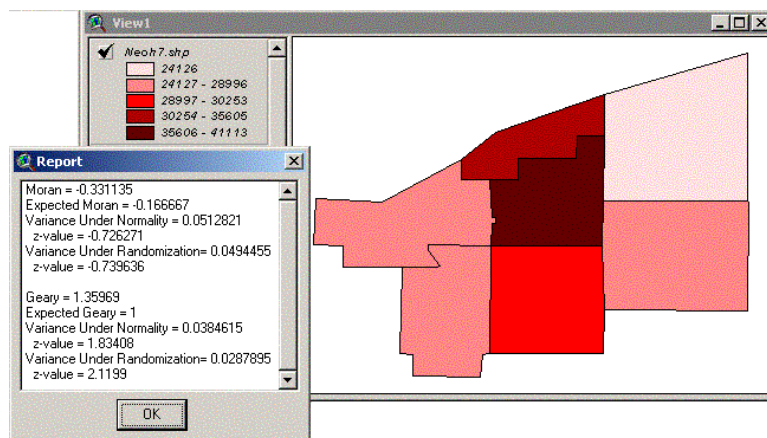 View1
Neoh7.shp
24126
24127 - 28996
28997 - 30253
30254 - 35605
35606 - 41113
Report
Moran = -0.331135
Expected Moran = -0.166667
Variance Under Normality = 0.0512821
z-value = -0.726271
Variance Under Randomization= 0.0494455
z-value = -0.739636
Geary = 1.35969
Expected Geary = 1
Variance Under Normality = 0.0384615
z-value = 1.83408
Variance Under Randomization= 0.0287895
z-value = 2.1199
OK